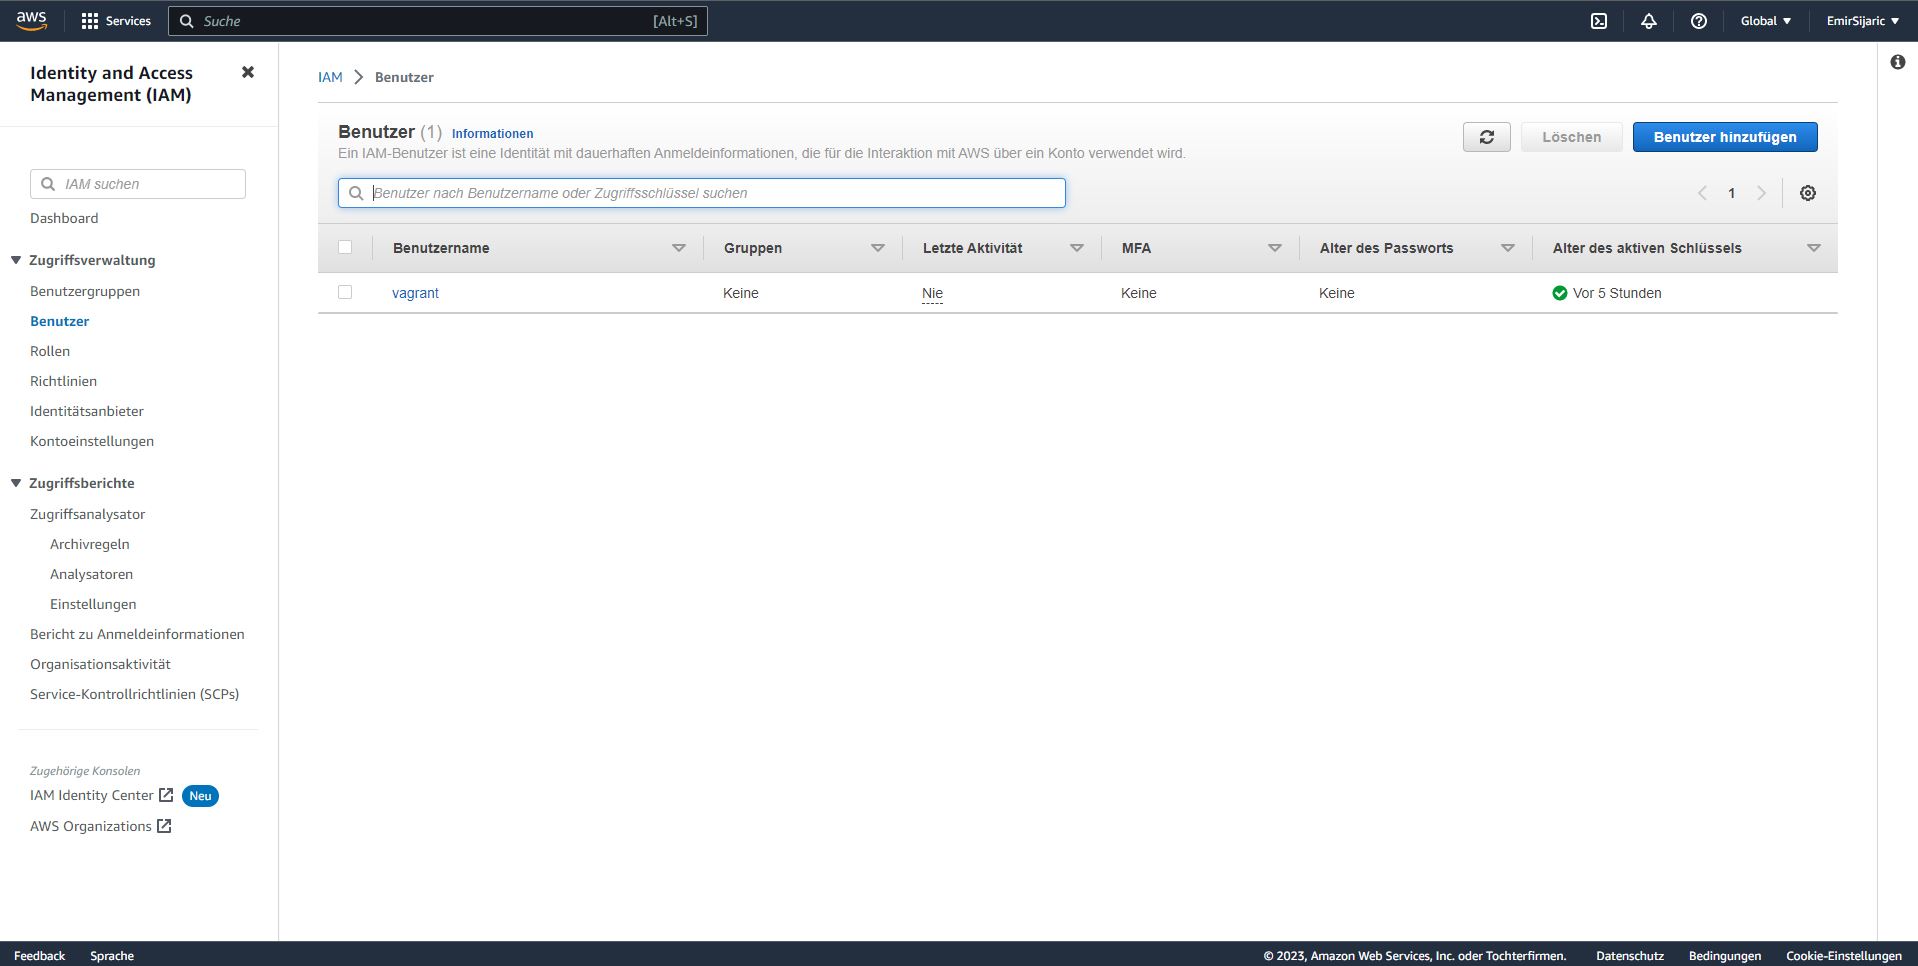 aws
Services
Suche
[Alt+S]
Global
EmirSijaric
Identity and Access
Management (IAM)
IAM suchen
Dashboard
Zugriffsverwaltung
Benutzergruppen
Benutzer
Rollen
Richtlinien
Identitätsanbieter
Kontoeinstellungen
Zugriffsberichte
Zugriffsanalysator
Archivregeln
Analysatoren
Einstellungen
Bericht zu Anmeldeinformationen
Organisationsaktivität
Service-Kontrollrichtlinien (SCPs)
Zugehörige Konsolen
IAM Identity Center Neu
AWS Organizations
IAM Benutzer
Benutzer (1) Informationen
Ein IAM-Benutzer ist eine Identität mit dauerhaften Anmeldeinformationen, die für die Interaktion mit AWS über ein Konto verwendet wird.
Löschen
Benutzer hinzufügen
Benutzer nach Benutzername oder Zugriffsschlüssel suchen
1
Benutzername Gruppen Letzte Aktivität MFA Alter des Passworts Alter des aktiven Schlüssels
vagrant Keine Nie Keine Keine Vor 5 Stunden
Feedback Sprache © 2023, Amazon Web Services, Inc. oder Tochterfirmen. Datenschutz Bedingungen Cookie-Einstellungen